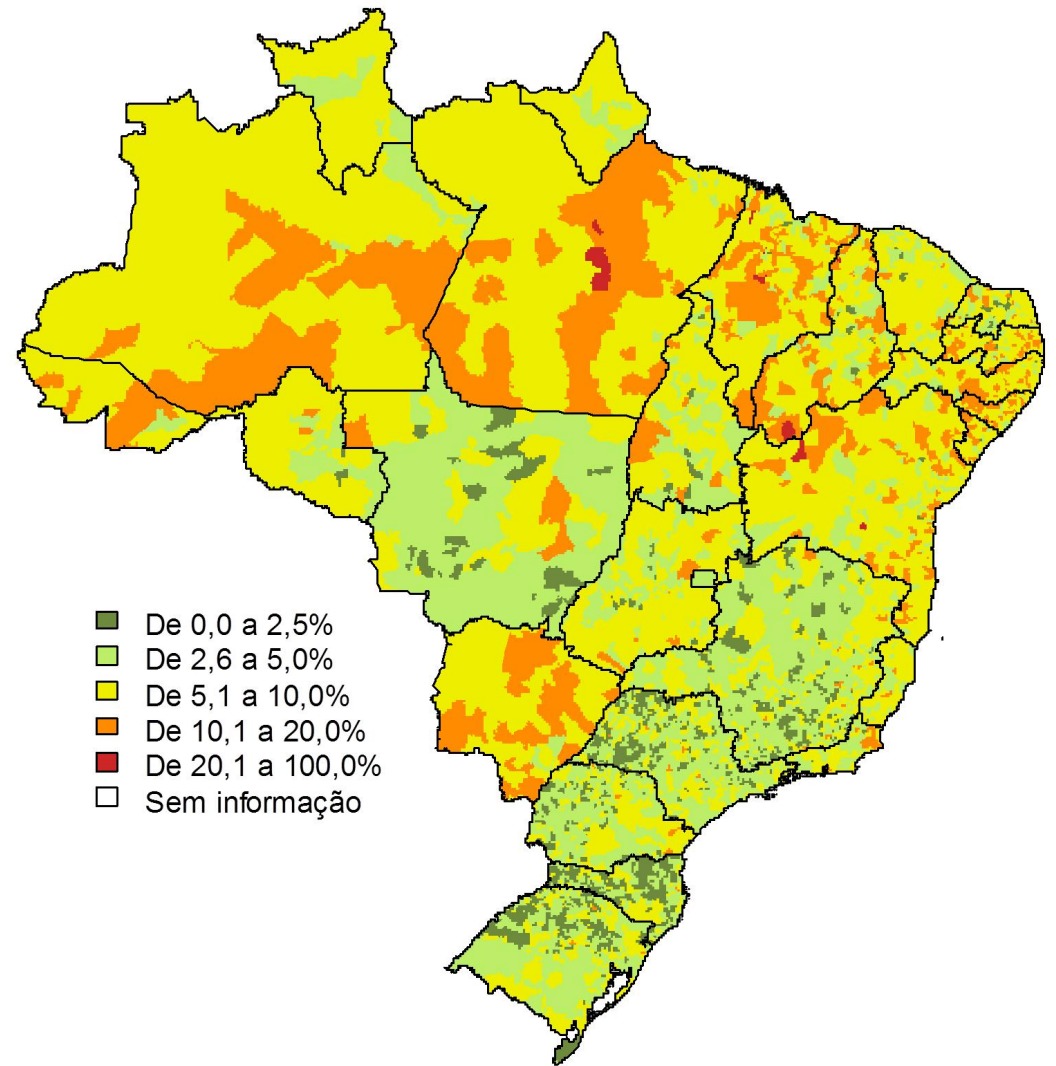 De 0,0 a 2,5%
De 2,6 a 5,0%
De 5,1 a 10,0%
De 10,1 a 20,0%
De 20,1 a 100,0%
Sem informação